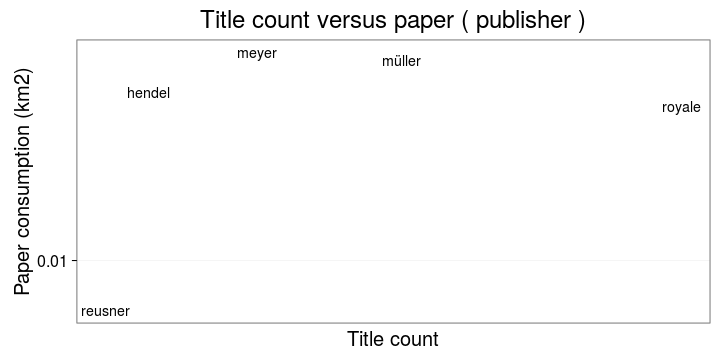 Title count versus paper ( publisher )
meyer
müller
hendel
royale
Paper consumption (km2)
0.01
reusner
Title count